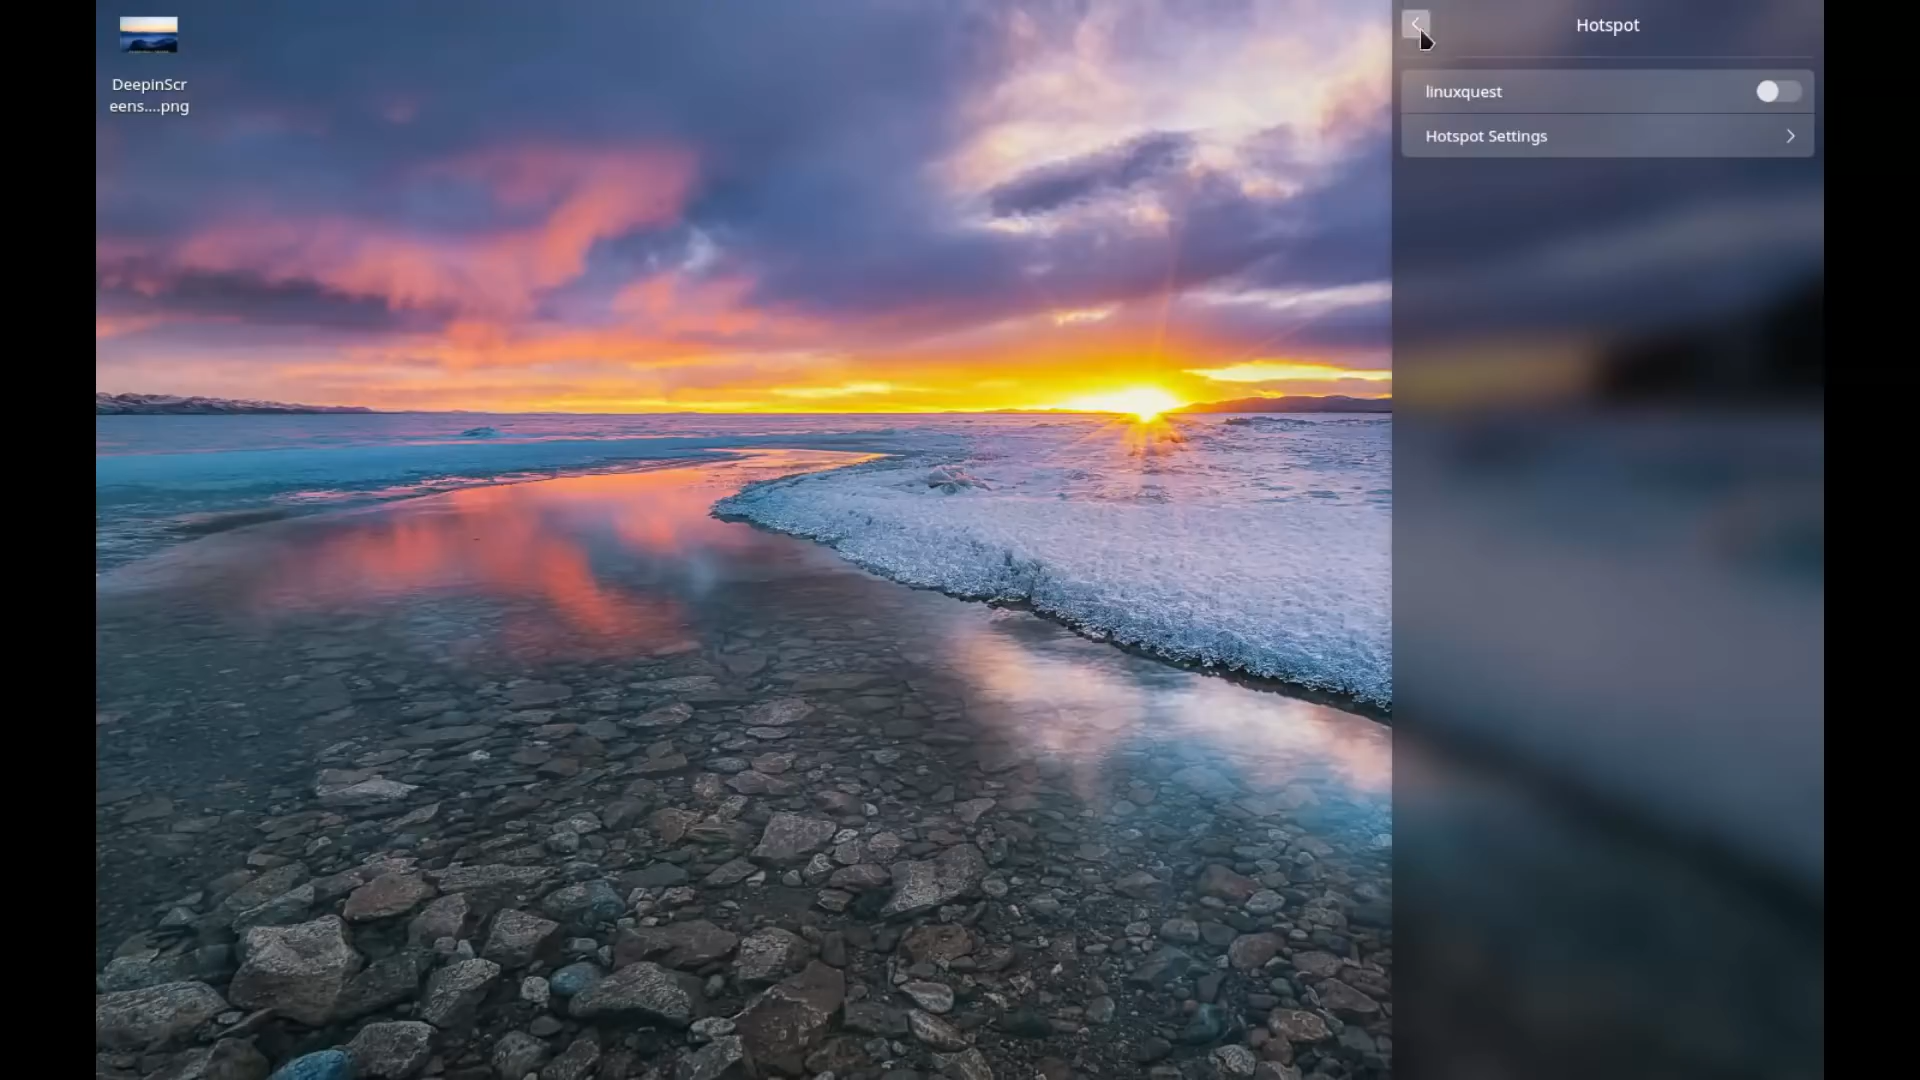 DeepinScr
eens....png
Hotspot
linuxquest
Hotspot Settings